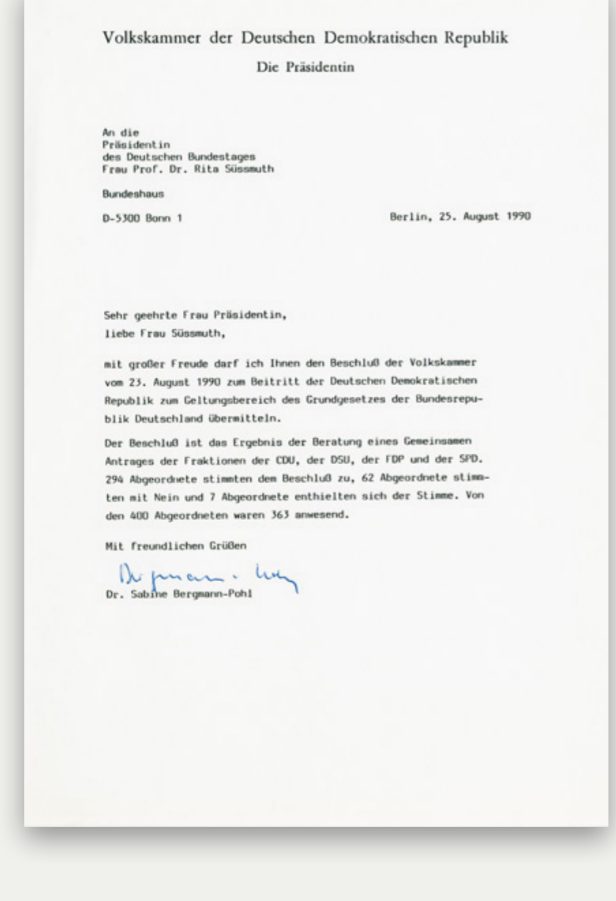 Volkskammer der Deutschen Demokratischen Republik
Die Präsidentin
An die
Präsidentin
des Deutschen Bundestages
Frau Prof. Dr. Rita Süssmuth
Bundeshaus
D-5300 Bonn 1
Berlin, 25. August 1990
Sehr geehrte Frau Präsidentin,
liebe Frau Süssmuth,
mit großer Freude darf ich Ihnen den Beschluß der Volkskammer
vom 23. August 1990 zum Beitritt der Deutschen Demokratischen
Republik zum Geltungsbereich des Grundgesetzes der Bundesrepu-
blik Deutschland übermitteln.
Der Beschluß ist das Ergebnis der Beratung eines Gemeinsamen
Antrages der Fraktionen der CDU, der DSU, der FDP und der SPD.
294 Abgeordnete stimmten dem Beschluß zu, 62 Abgeordnete stimm-
ten mit Nein und 7 Abgeordnete enthielten sich der Stimme. Von
den 400 Abgeordneten waren 363 anwesend.
Mit freundlichen Grüßen
Bergmann-Pohl
Dr. Sabine Bergmann-Pohl